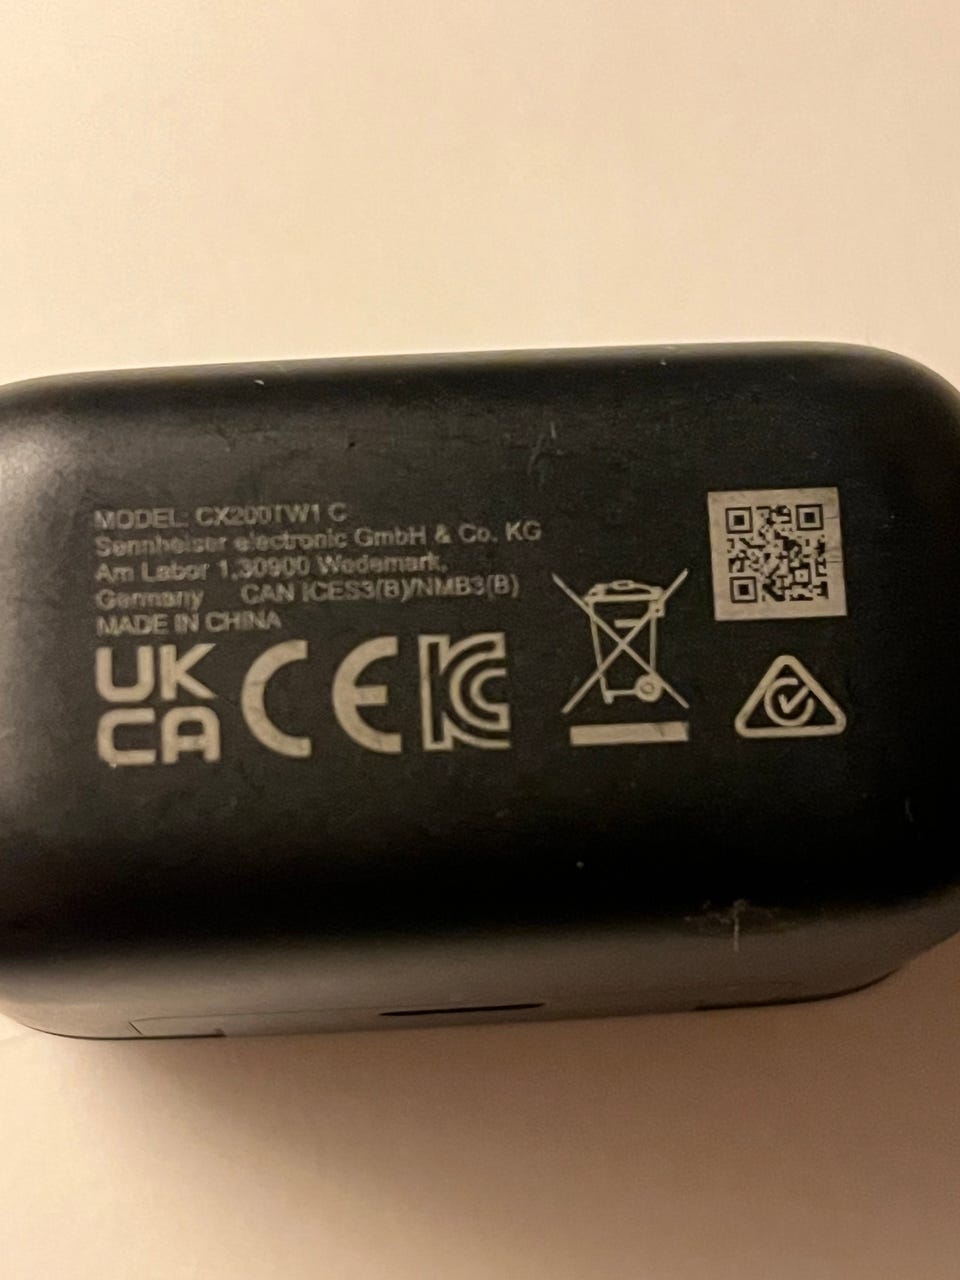 MODEL: CX200TW1 C
Sennheiser electronic GmbH & Co. KG
Am Labor 1,30900 Wedemark,
Germany CAN ICES3(B)/NMB3(B)
MADE IN CHINA
UK
CA
CE